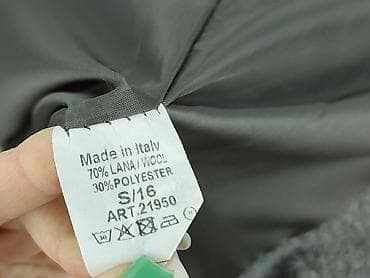 Made in Italy
70% LANA/WOOL
30%POLYESTER
S/16
ART.21950